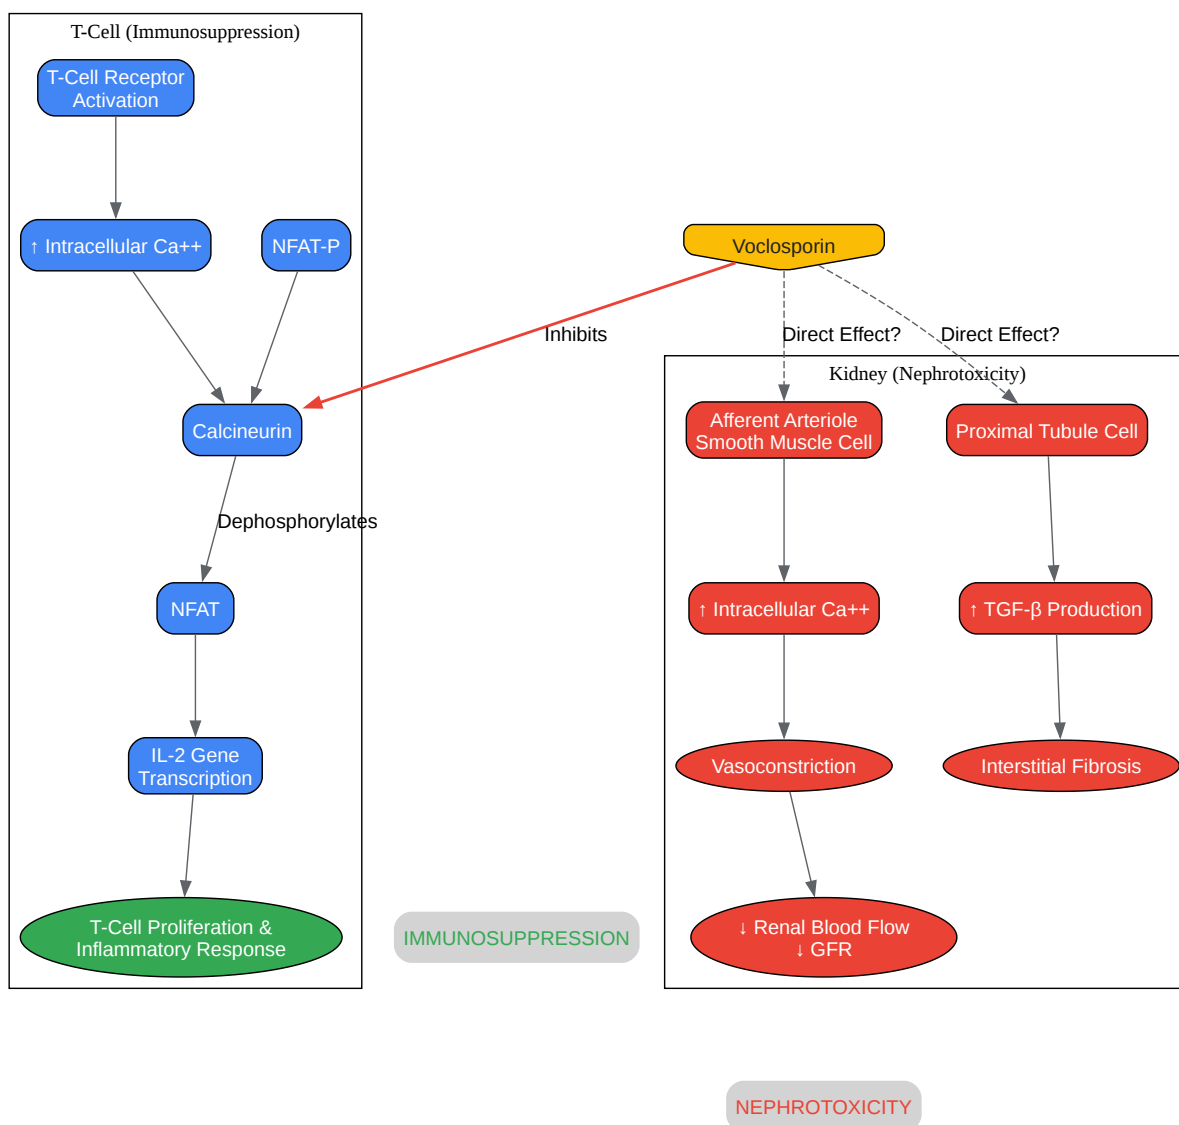 T-Cell (Immunosuppression)
T-Cell Receptor
Activation
↑ Intracellular Ca++
NFAT-P
Voclosporin
Inhibits
Direct Effect?
Direct Effect?
Kidney (Nephrotoxicity)
Calcineurin
Afferent Arteriole
Smooth Muscle Cell
Proximal Tubule Cell
Dephosphorylates
NFAT
↑ Intracellular Ca++
↑ TGF-β Production
IL-2 Gene
Transcription
Vasoconstriction
Interstitial Fibrosis
T-Cell Proliferation &
Inflammatory Response
IMMUNOSUPPRESSION
↓ Renal Blood Flow
↓ GFR
NEPHROTOXICITY